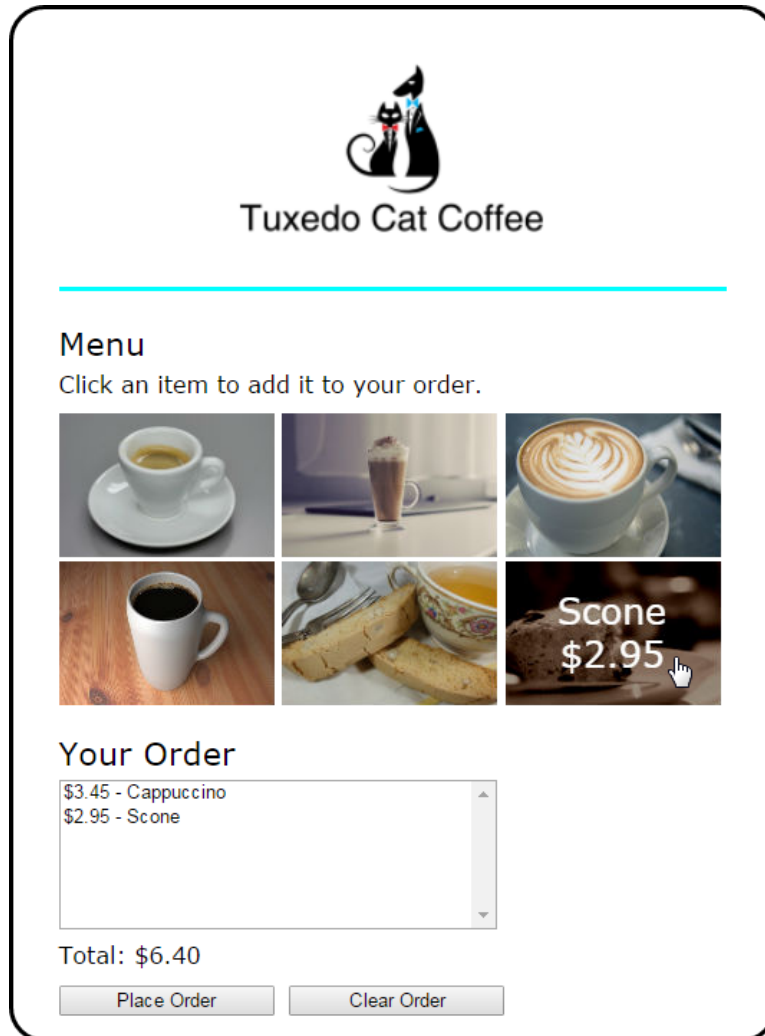 Tuxedo Cat Coffee
Menu
Click an item to add it to your order.
Scone
$2.95
Your Order
$3.45 - Cappuccino
$2.95 - Scone
Total: $6.40
Place Order
Clear Order